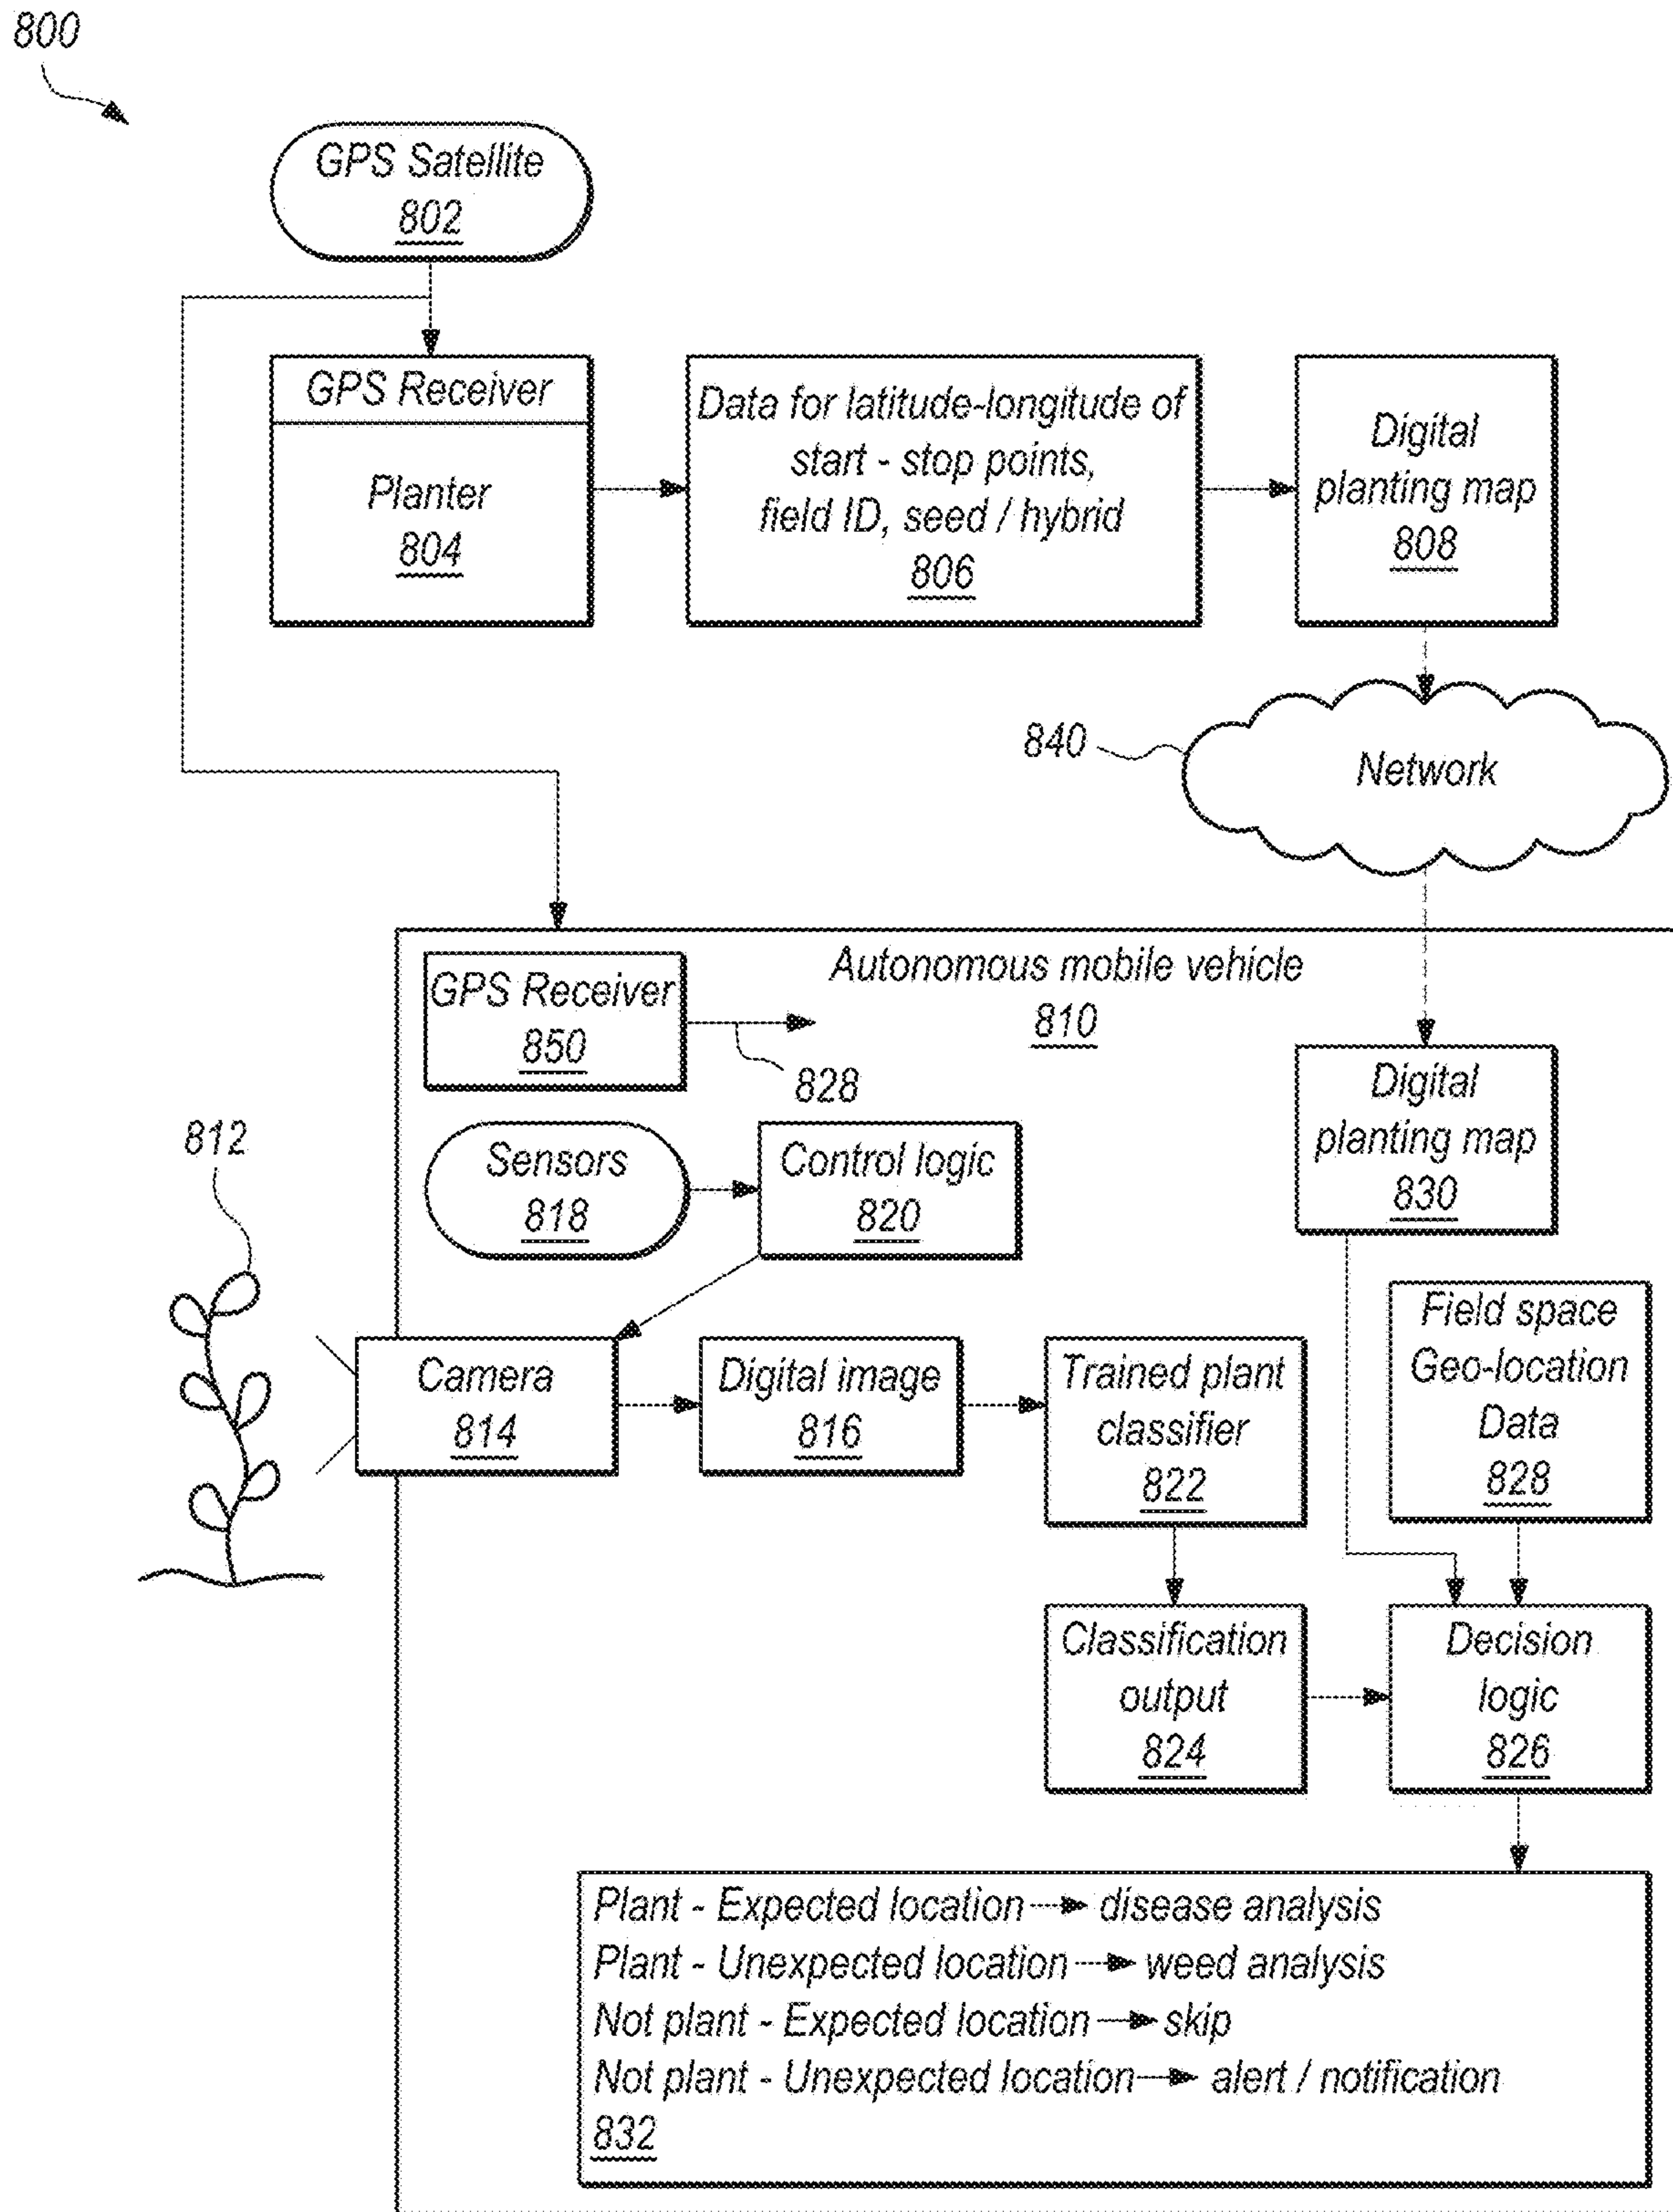 800
GPS Satellite
802
GPS Receiver
Planter
804
Data for latitude-longitude of
start - stop points,
field ID, seed / hybrid
806
Digital
planting map
808
840
Network
Autonomous mobile vehicle
810
GPS Receiver
850
828
812
Sensors
818
Control logic
820
Digital
planting map
830
Camera
814
Digital image
816
Trained plant
classifier
822
Field space
Geo-location
Data
828
Classification
output
824
Decision
logic
826
Plant - Expected location → disease analysis
Plant - Unexpected location → weed analysis
Not plant - Expected location → skip
Not plant - Unexpected location → alert / notification
832